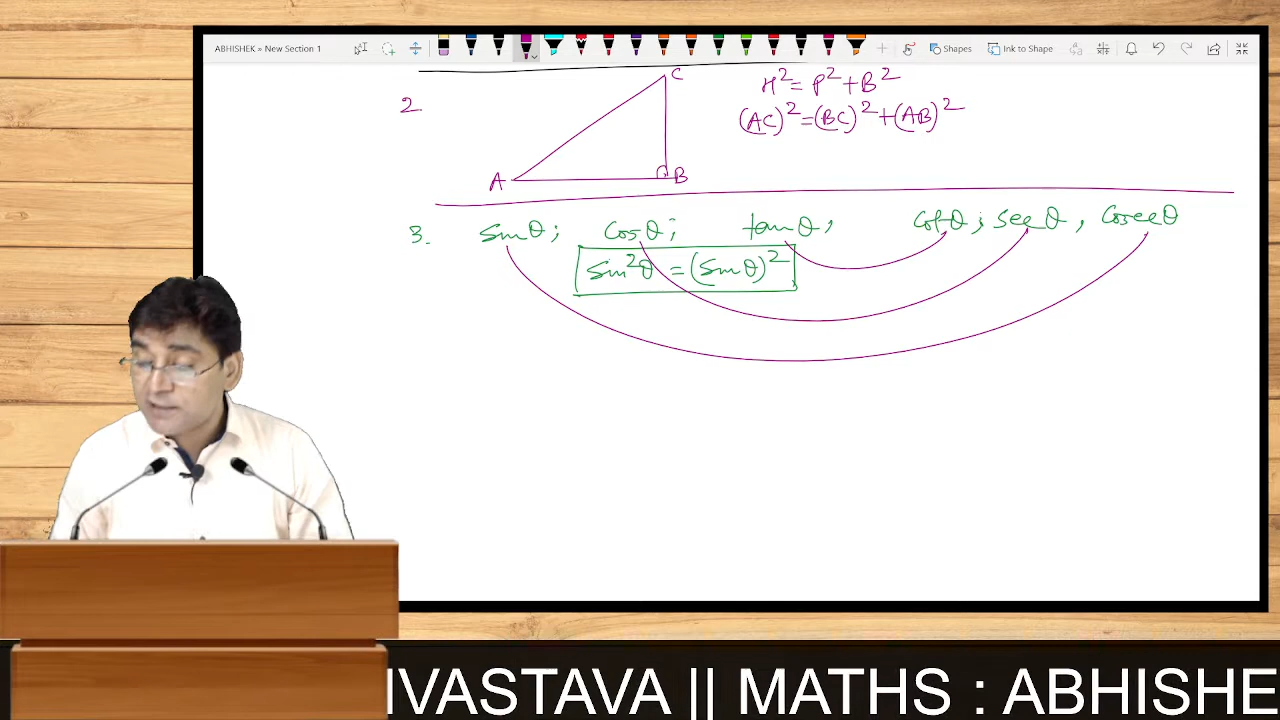 ABHISHEK » New Section 1
Shapes
Ink to Shape
C
2
A
B
H²= P²+B²
(AC)²=(BC)²+(AB)²
3. sinθ; cosθ; tanθ; cotθ; secθ, cosecθ
sin²θ = (sinθ)²
IVASTAVA || MATHS : ABHISHE